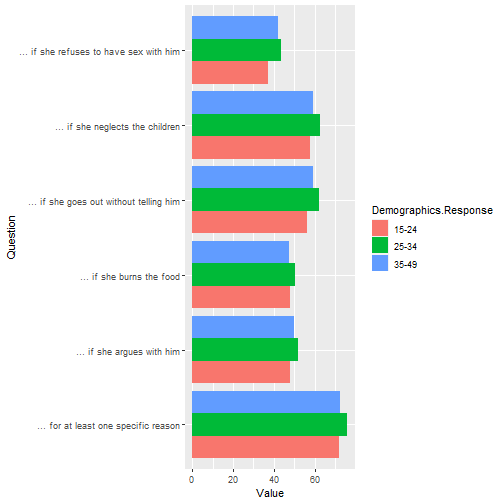 ... if she refuses to have sex with him
... if she neglects the children
... if she goes out without telling him
... if she burns the food
... if she argues with him
... for at least one specific reason
Question
0 20 40 60
Value
Demographics.Response
15-24
25-34
35-49